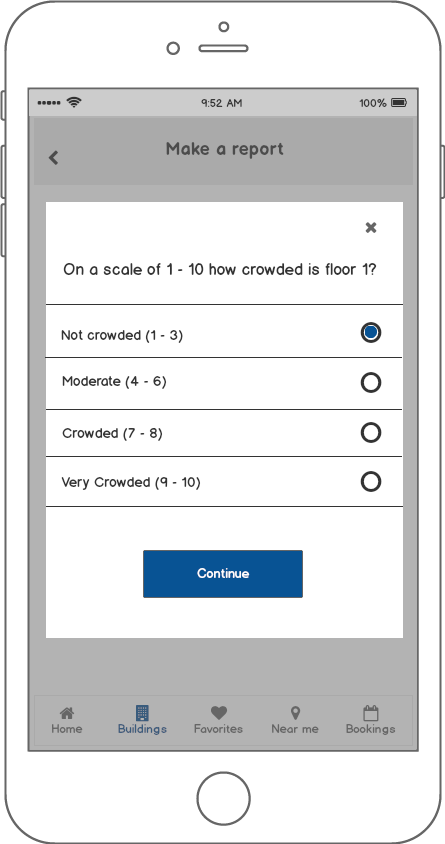 9:52 AM
100%
Make a report
On a scale of 1 - 10 how crowded is floor 1?
Not crowded (1 - 3)
Moderate (4 - 6)
Crowded (7 - 8)
Very Crowded (9 - 10)
Continue
Home
Buildings
Favorites
Near me
Bookings